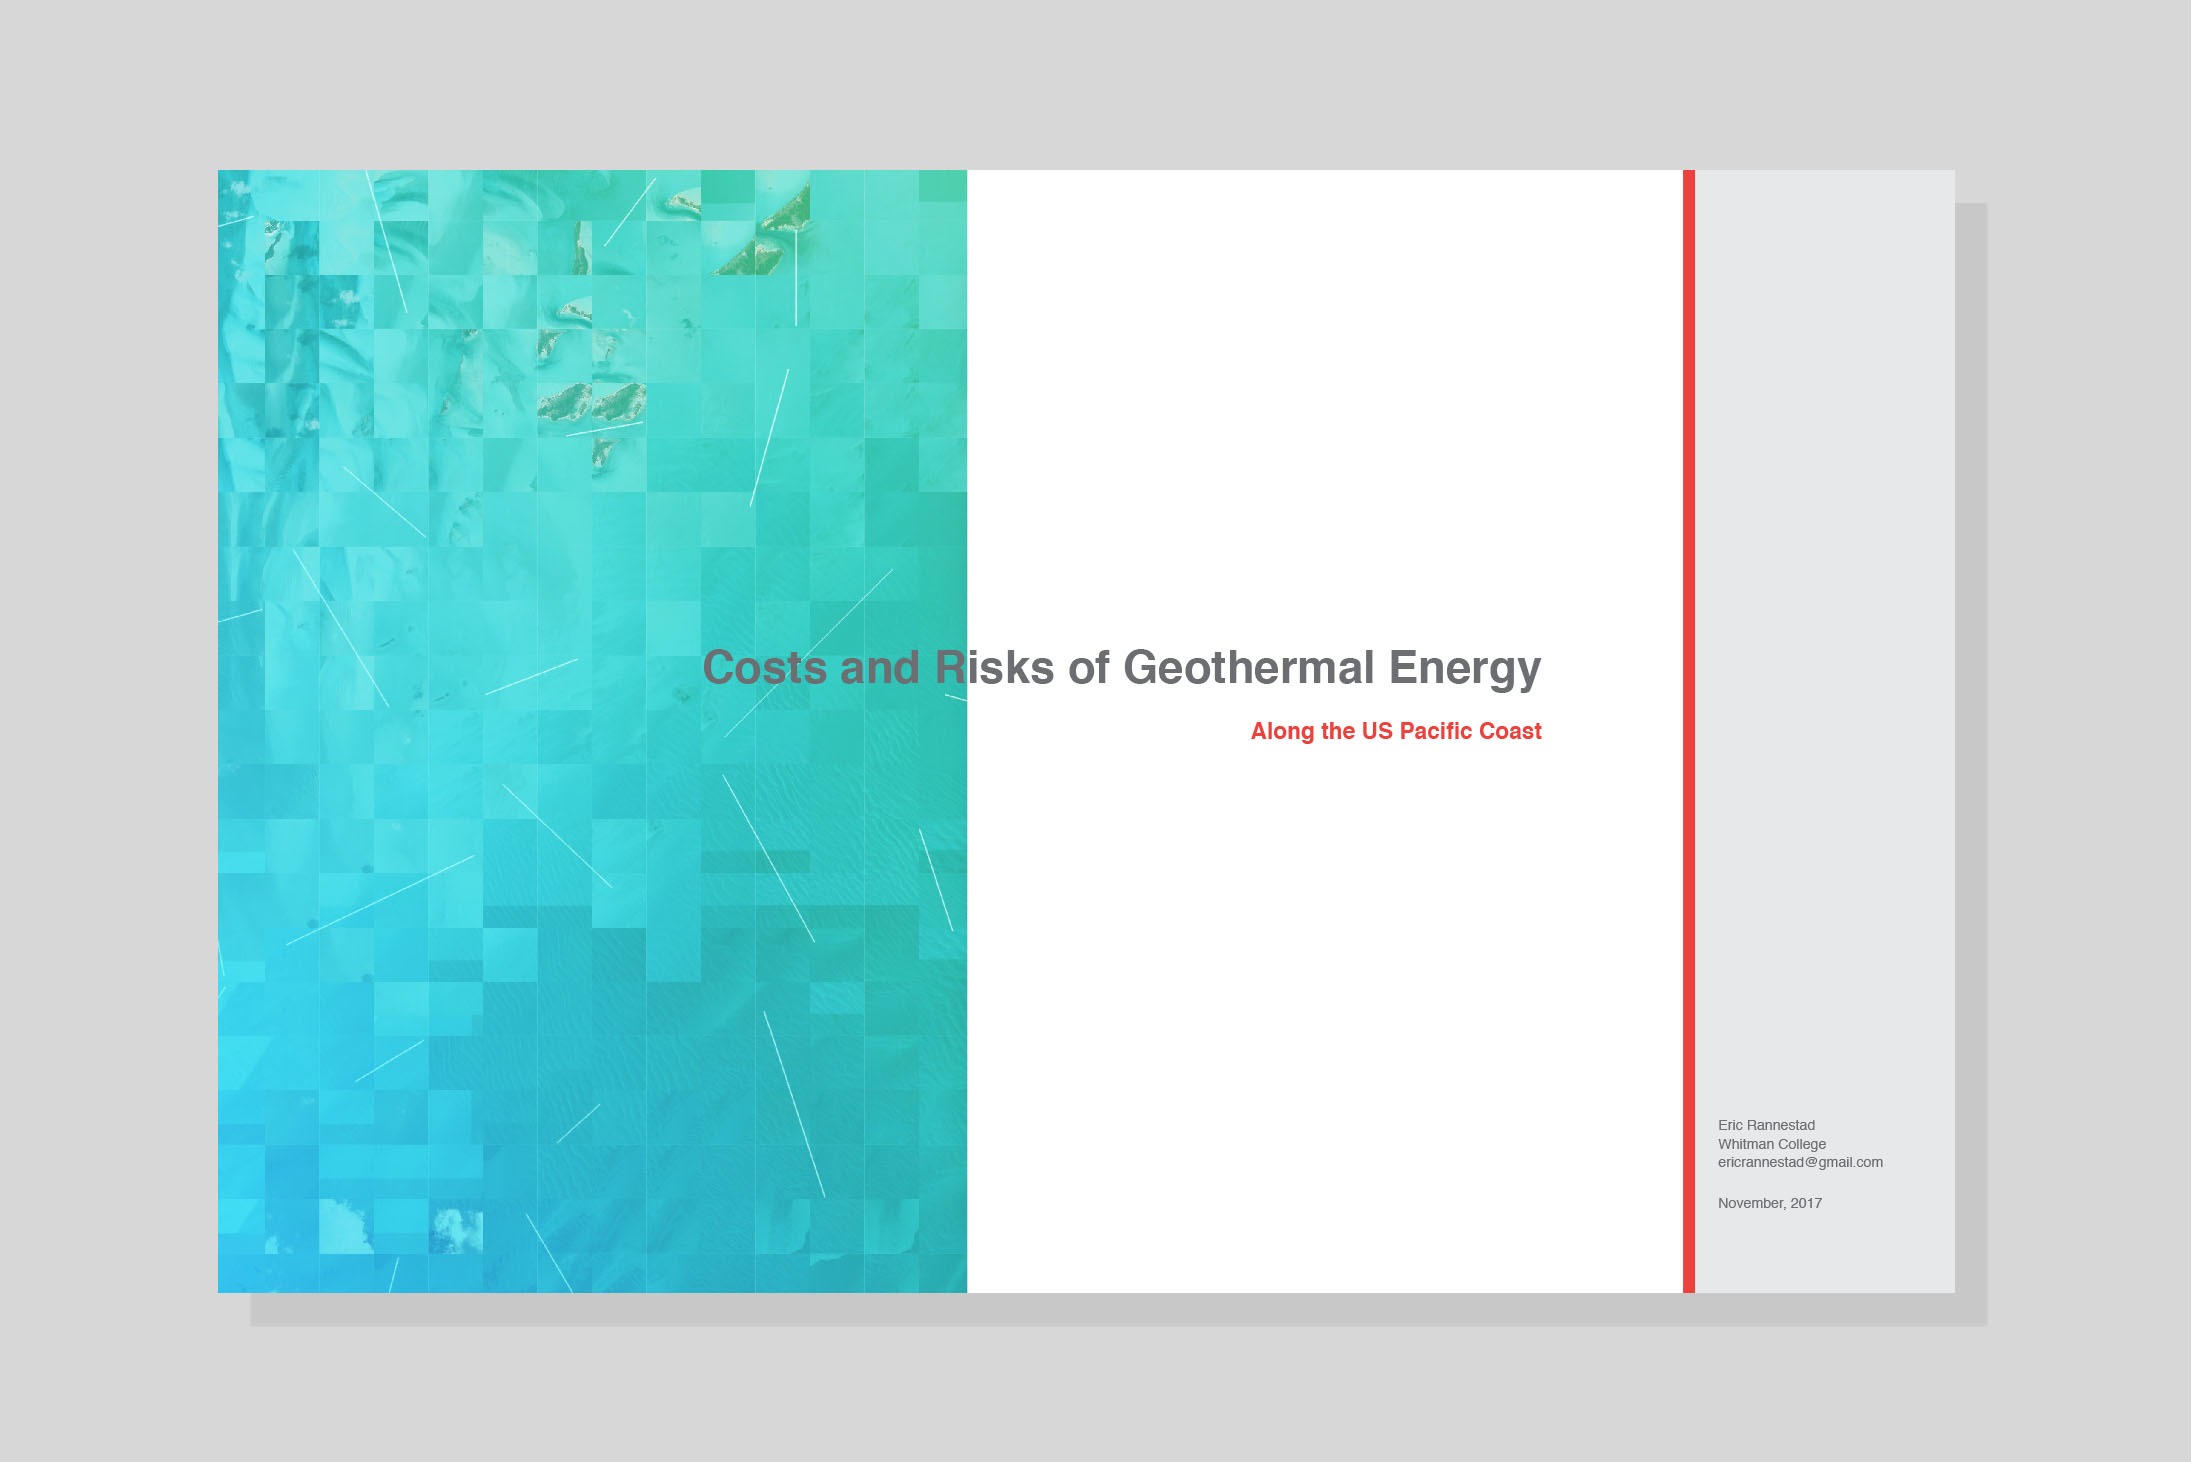 Costs and Risks of Geothermal Energy
Along the US Pacific Coast
Eric Rannestad
Whitman College
ericrannestad@gmail.com
November, 2017